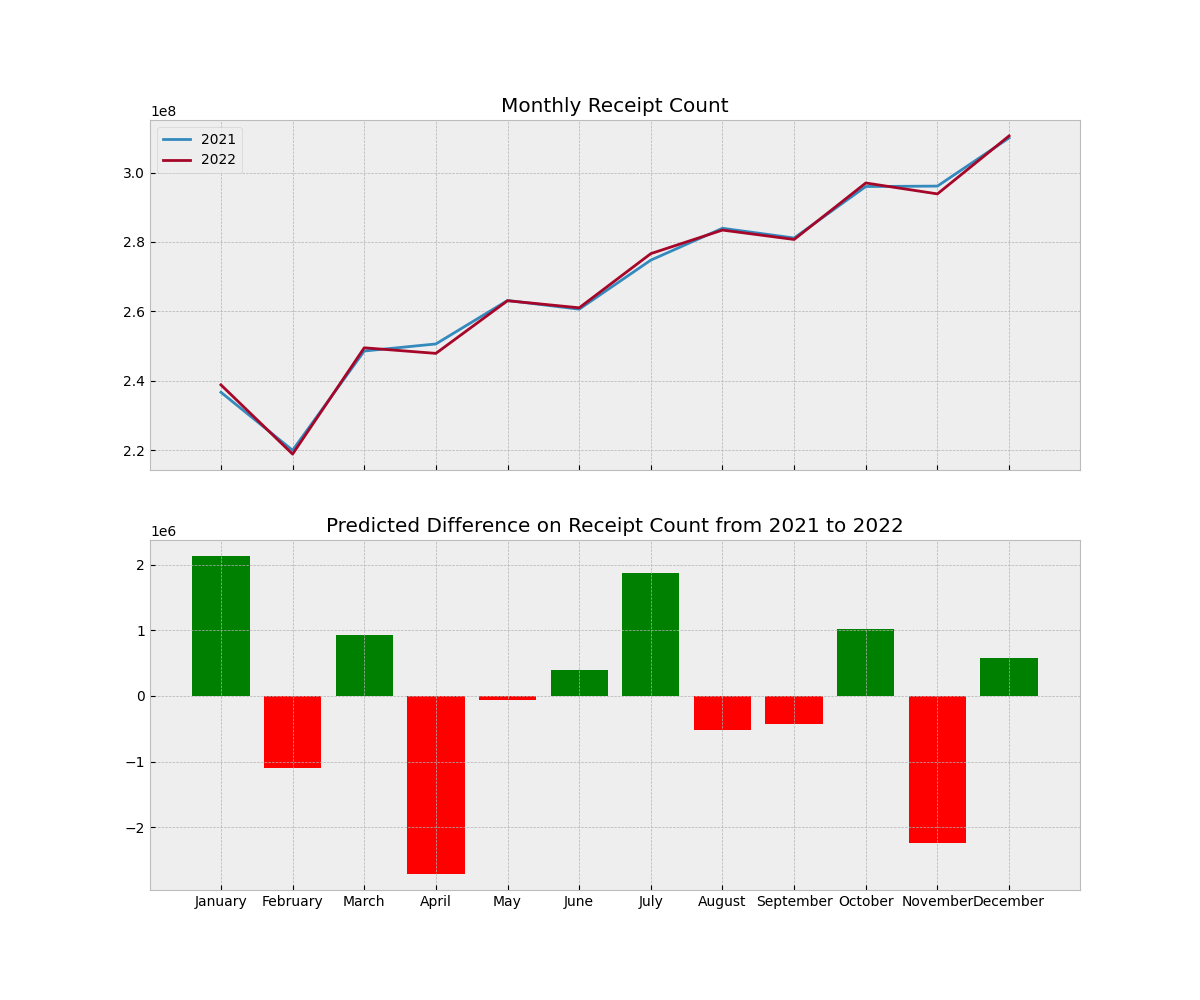 Monthly Receipt Count
1e8
2021
2022
3.0
2.8
2.6
2.4
2.2
Predicted Difference on Receipt Count from 2021 to 2022
1e6
2
1
0
−1
−2
January February March April May June July August September October November December